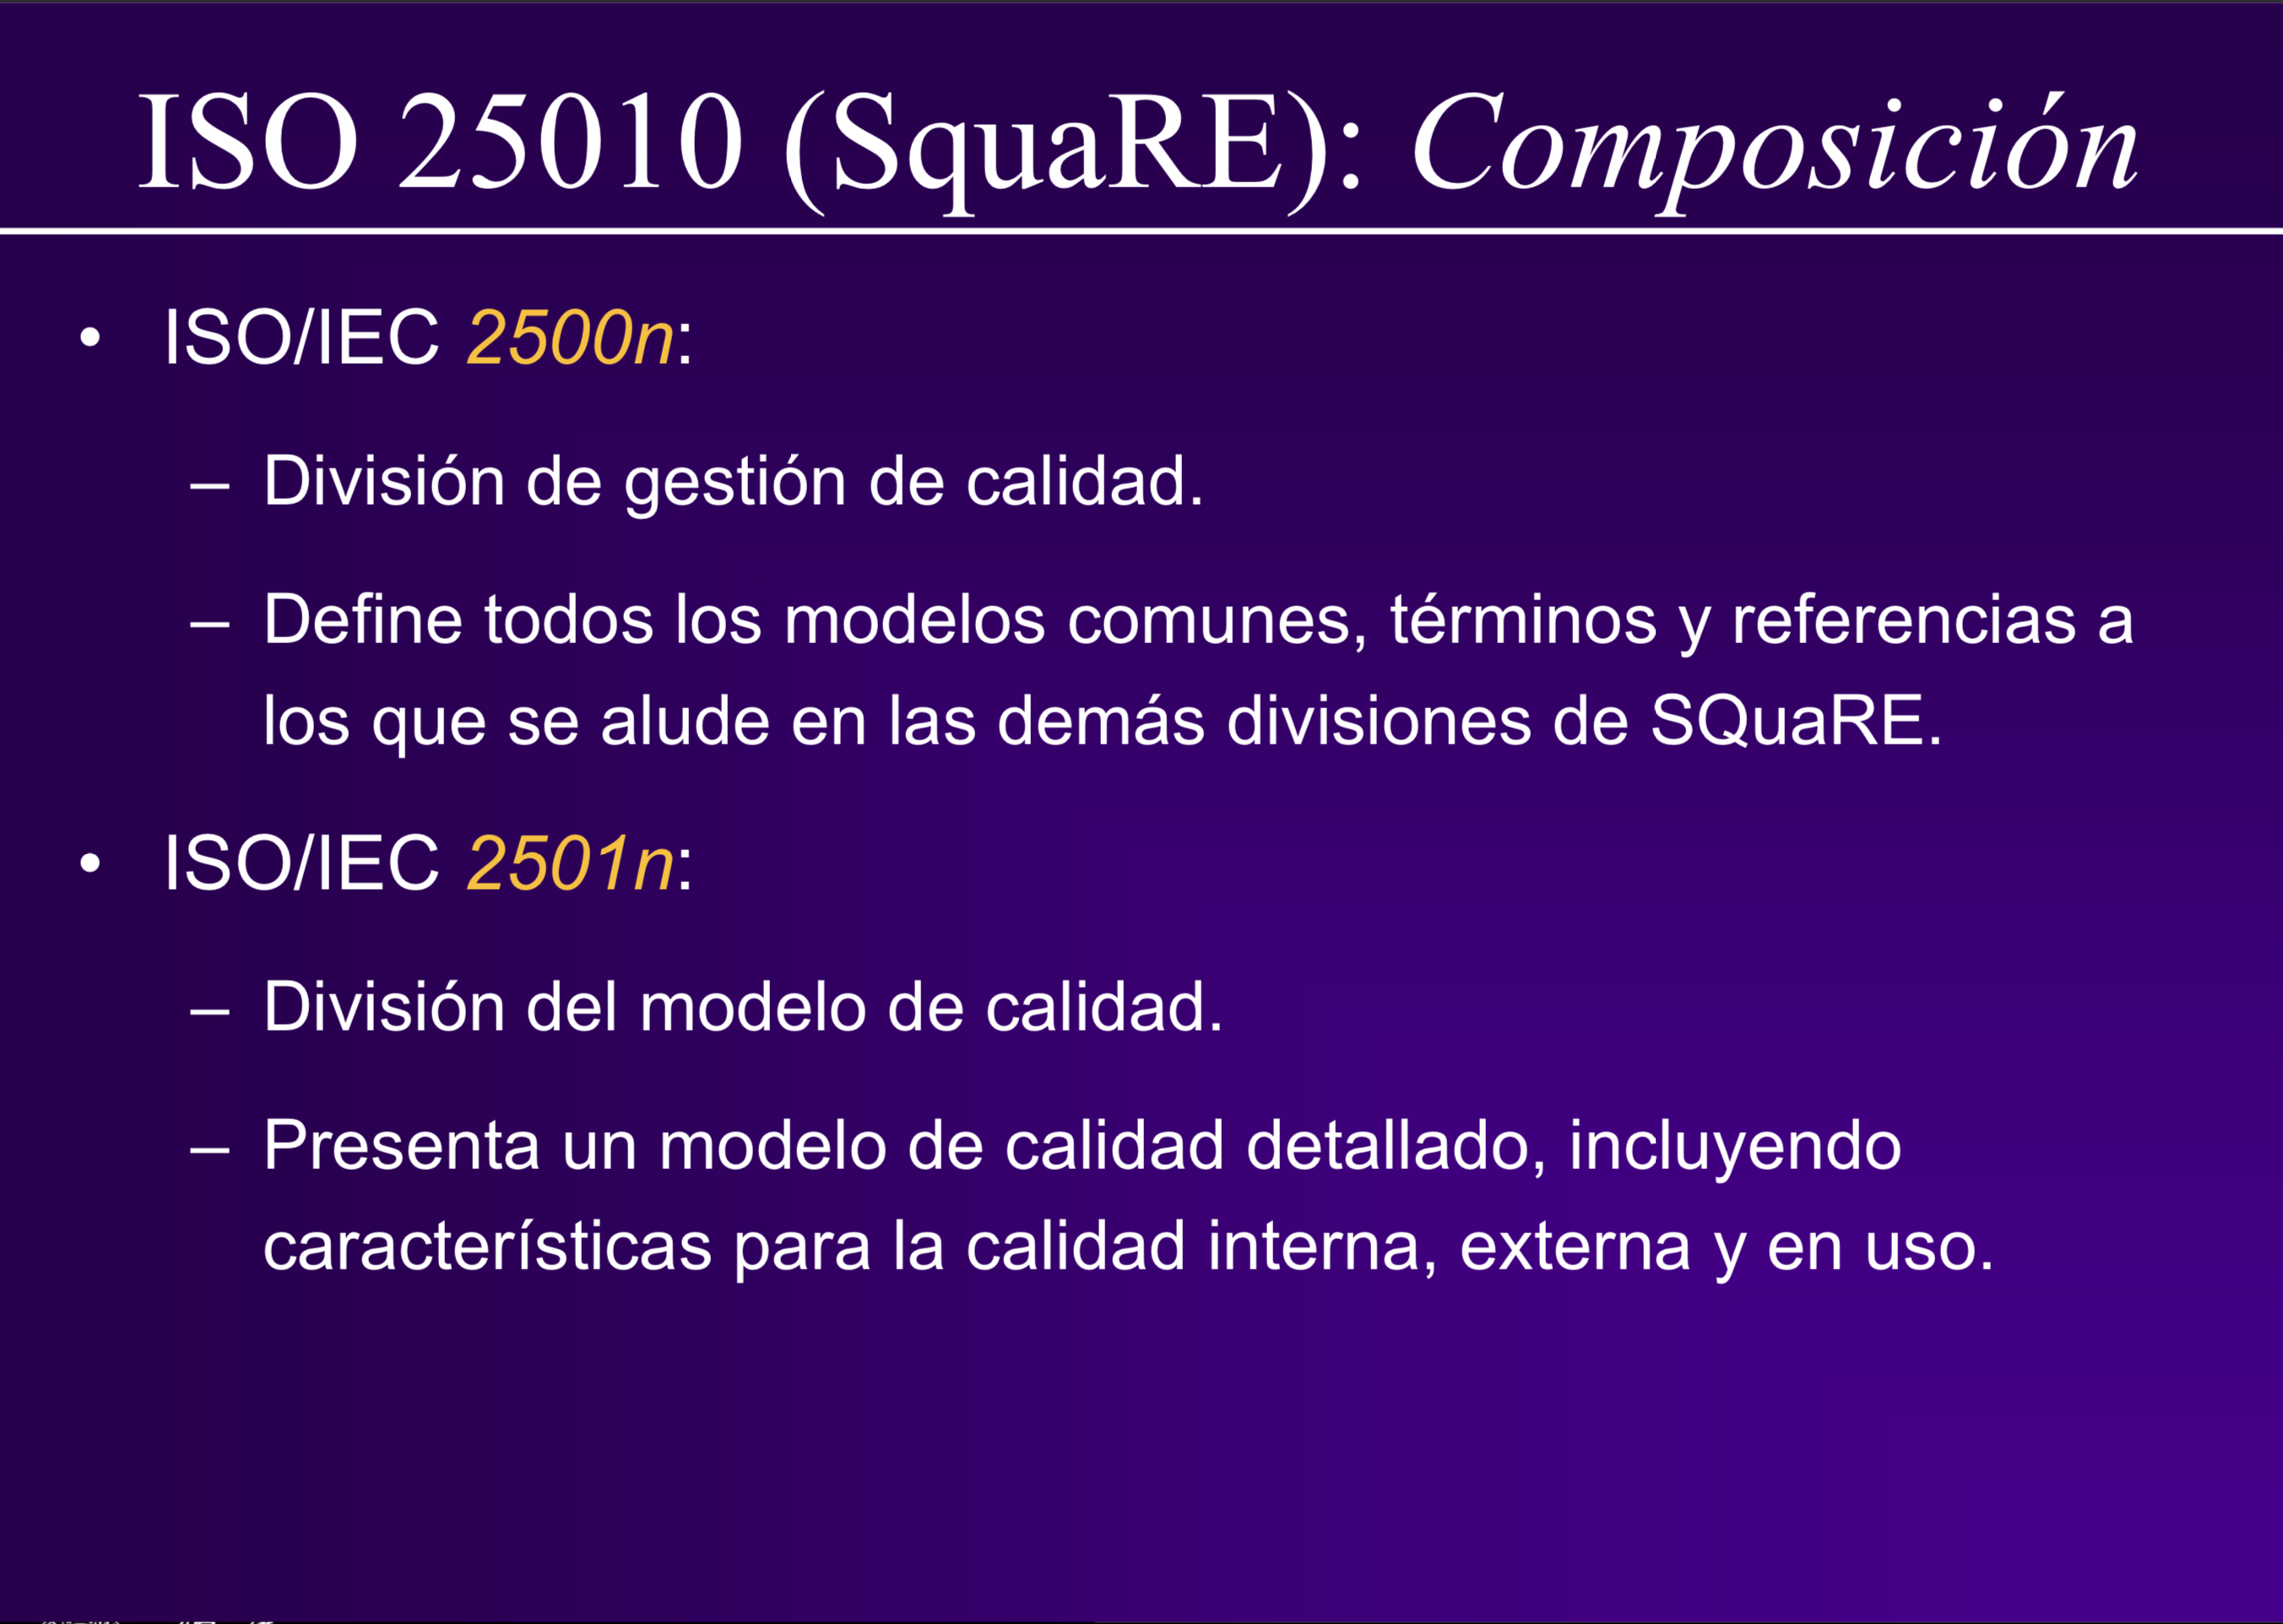 ISO 25010 (SquaRE): Composición
• ISO/IEC 2500n:
– División de gestión de calidad.
– Define todos los modelos comunes, términos y referencias a
los que se alude en las demás divisiones de SQuaRE.
• ISO/IEC 2501n:
– División del modelo de calidad.
– Presenta un modelo de calidad detallado, incluyendo
características para la calidad interna, externa y en uso.